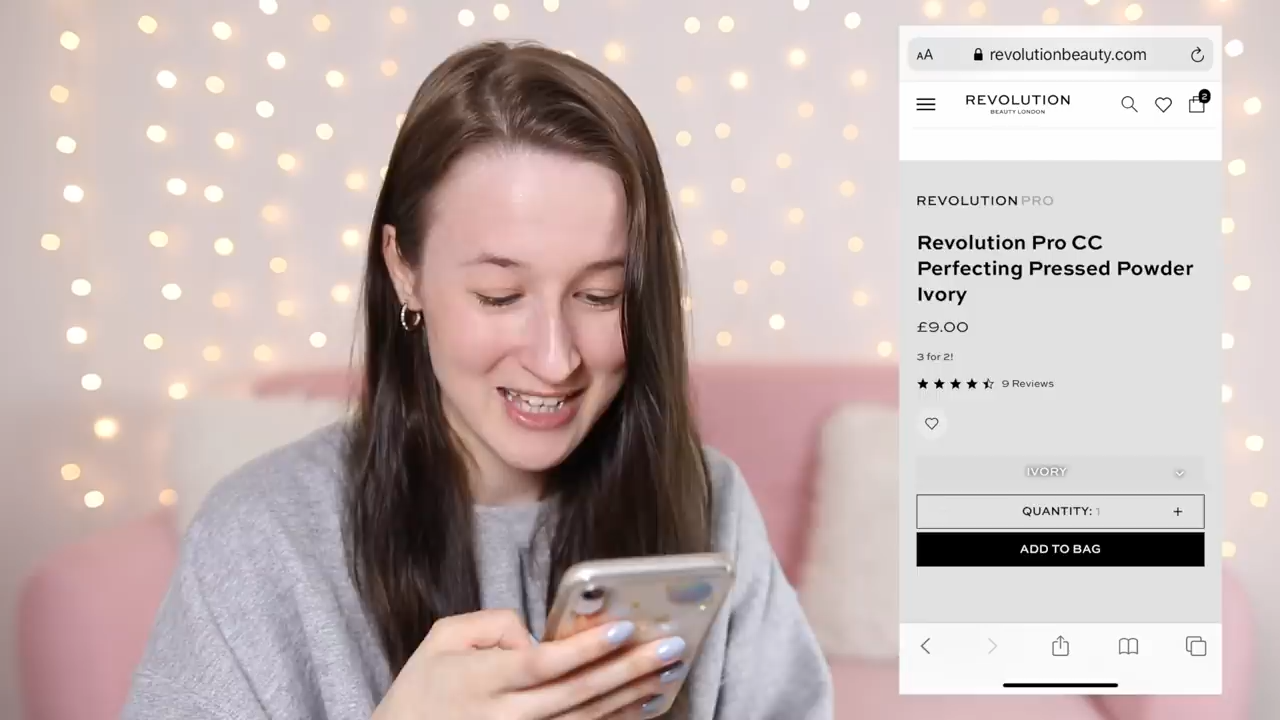 AA revolutionbeauty.com
REVOLUTION 2
BEAUTY LONDON
REVOLUTION PRO
Revolution Pro CC
Perfecting Pressed Powder
Ivory
£9.00
3 for 2!
9 Reviews
IVORY
QUANTITY: 1 +
ADD TO BAG